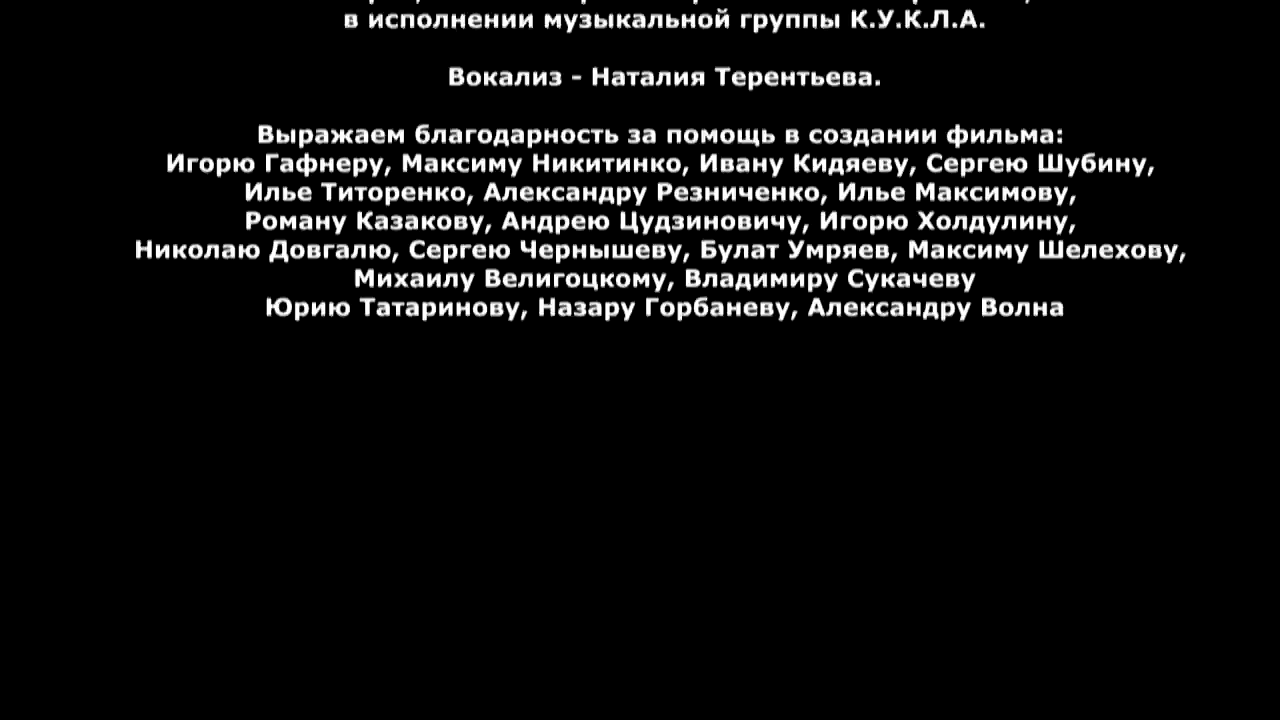 в исполнении музыкальной группы К.У.К.Л.А.
Вокализ - Наталия Терентьева.
Выражаем благодарность за помощь в создании фильма:
Игорю Гафнеру, Максиму Никитинко, Ивану Кидяеву, Сергею Шубину,
Илье Титоренко, Александру Резниченко, Илье Максимову,
Роману Казакову, Андрею Цудзиновичу, Игорю Холдулину,
Николаю Довгалю, Сергею Чернышеву, Булат Умряев, Максиму Шелехову,
Михаилу Велигоцкому, Владимиру Сукачеву
Юрию Татаринову, Назару Горбаневу, Александру Волна